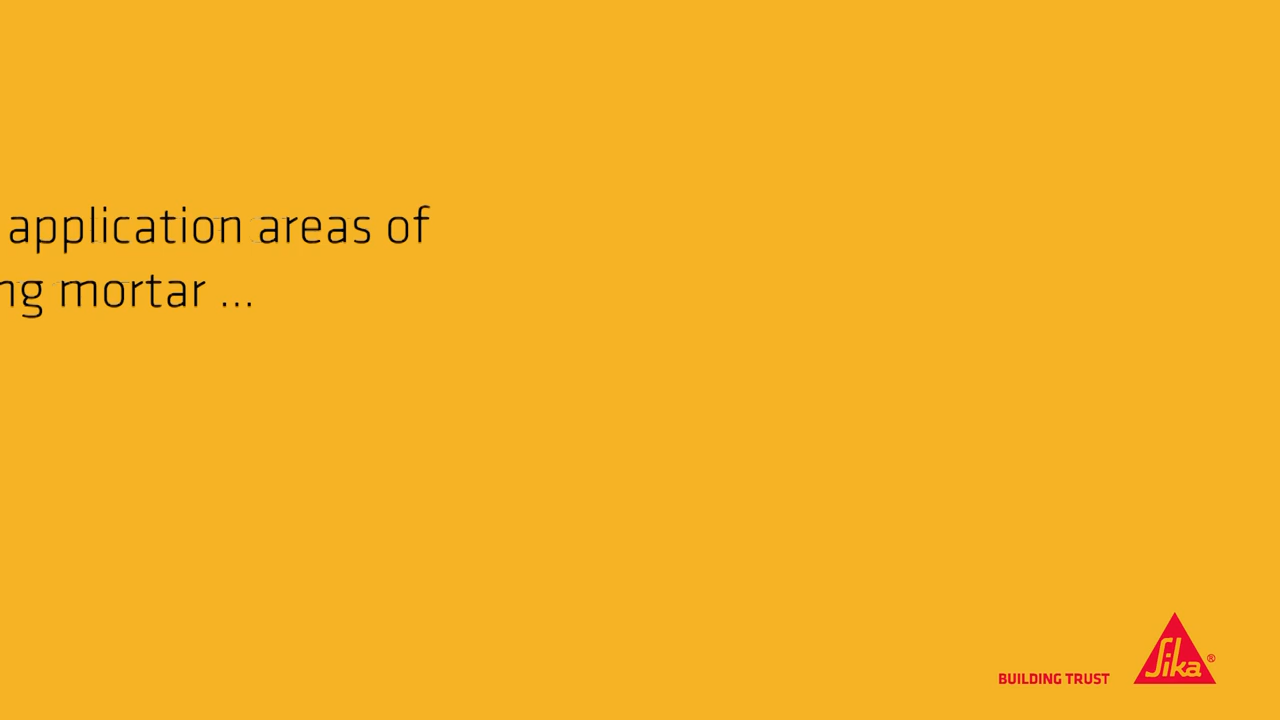 application areas of
ng mortar ...
BUILDING TRUST
Sika®